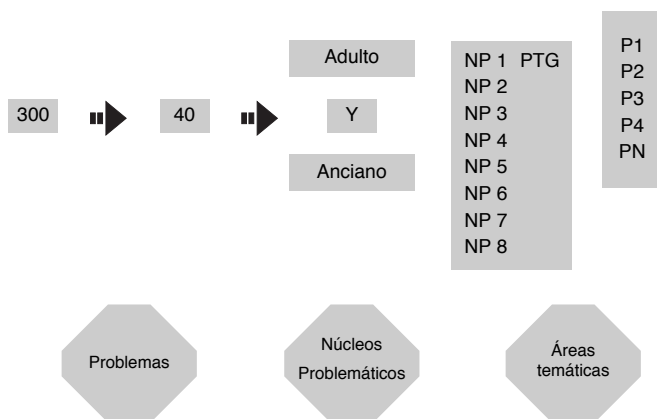 300
40
Adulto
Y
Anciano
NP 1 PTG
NP 2
NP 3
NP 4
NP 5
NP 6
NP 7
NP 8
P1
P2
P3
P4
PN
Problemas
Núcleos
Problemáticos
Áreas
temáticas